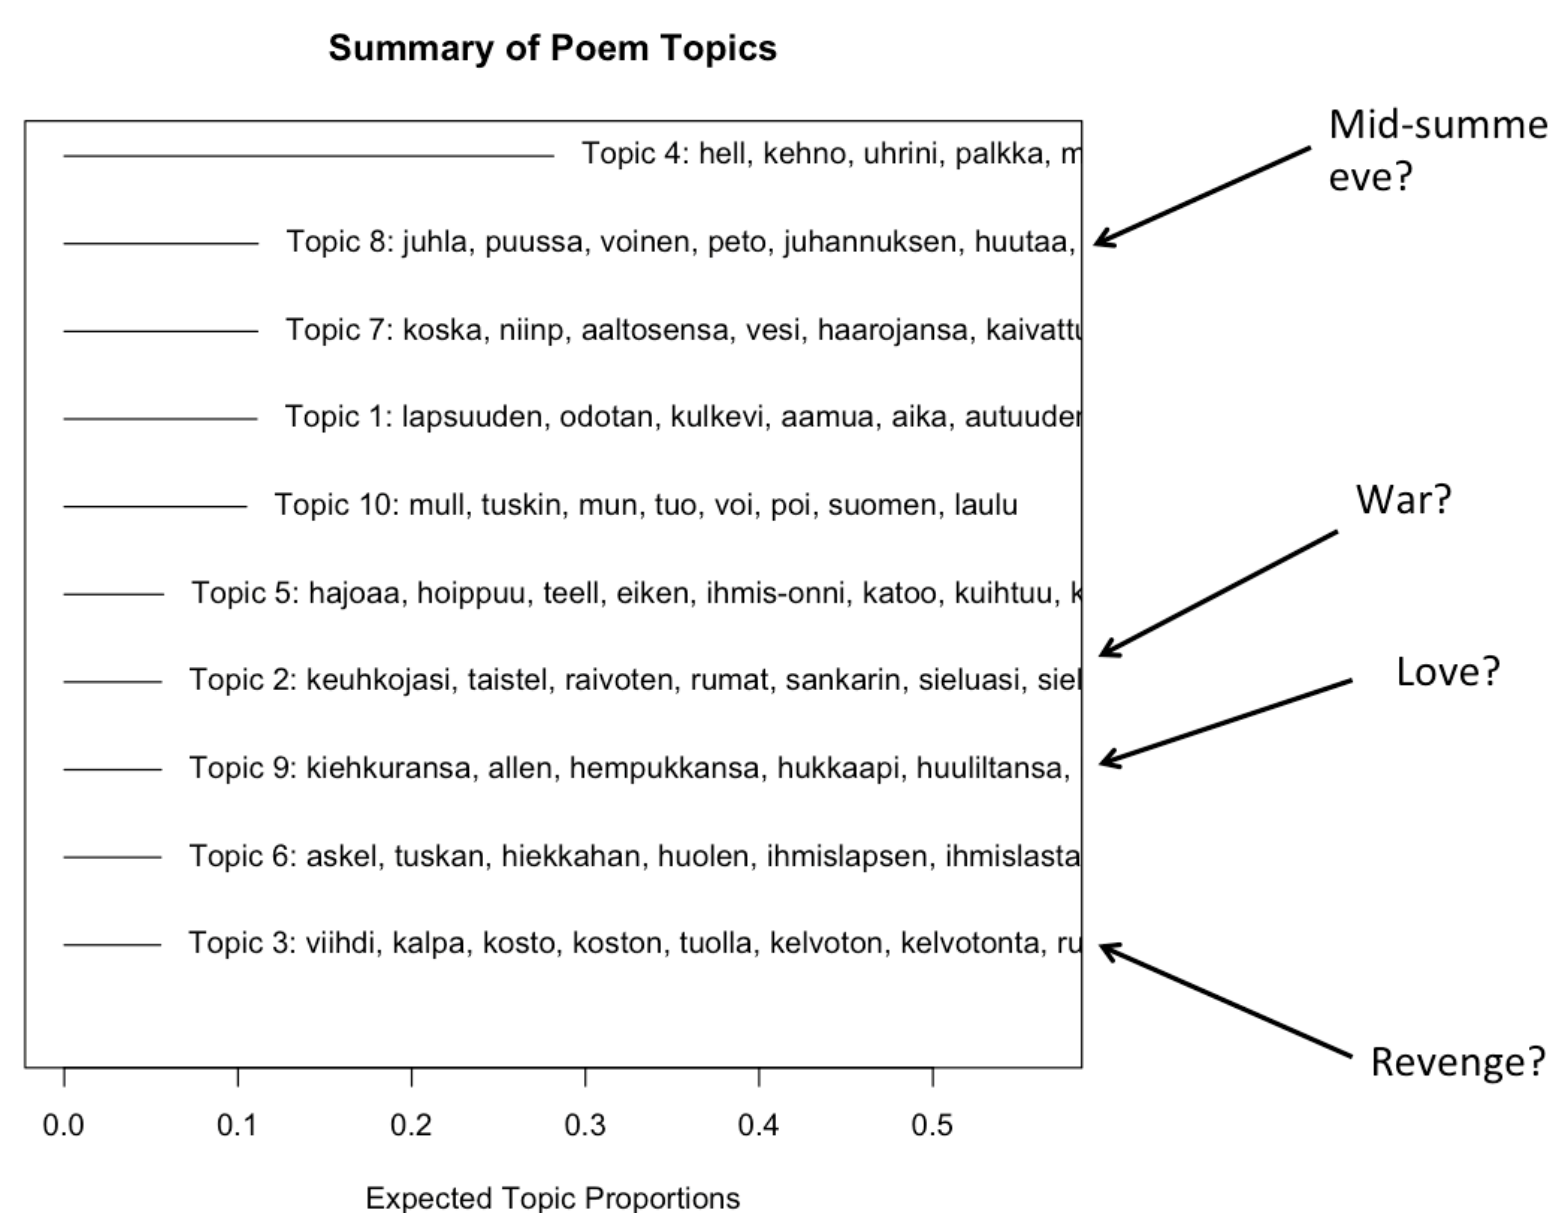 Summary of Poem Topics
Mid-summe
eve?
Topic 4: hell, kehno, uhrini, palkka, m
Topic 8: juhla, puussa, voinen, peto, juhannuksen, huutaa,
Topic 7: koska, niinp, aaltosensa, vesi, haarojansa, kaivattu
Topic 1: lapsuuden, odotan, kulkevi, aamua, aika, autuuden
Topic 10: mull, tuskin, mun, tuo, voi, poi, suomen, laulu
War?
Topic 5: hajoaa, hoippuu, teell, eiken, ihmis-onni, katoo, kuihtuu, k
Topic 2: keuhkojasi, taistel, raivoten, rumat, sankarin, sieluasi, siel
Love?
Topic 9: kiehkuransa, allen, hempukkansa, hukkaapi, huuliltansa,
Topic 6: askel, tuskan, hiekkahan, huolen, ihmislapsen, ihmislasta
Topic 3: viihdi, kalpa, kosto, koston, tuolla, kelvoton, kelvotonta, ru
Revenge?
0.0 0.1 0.2 0.3 0.4 0.5
Expected Topic Proportions